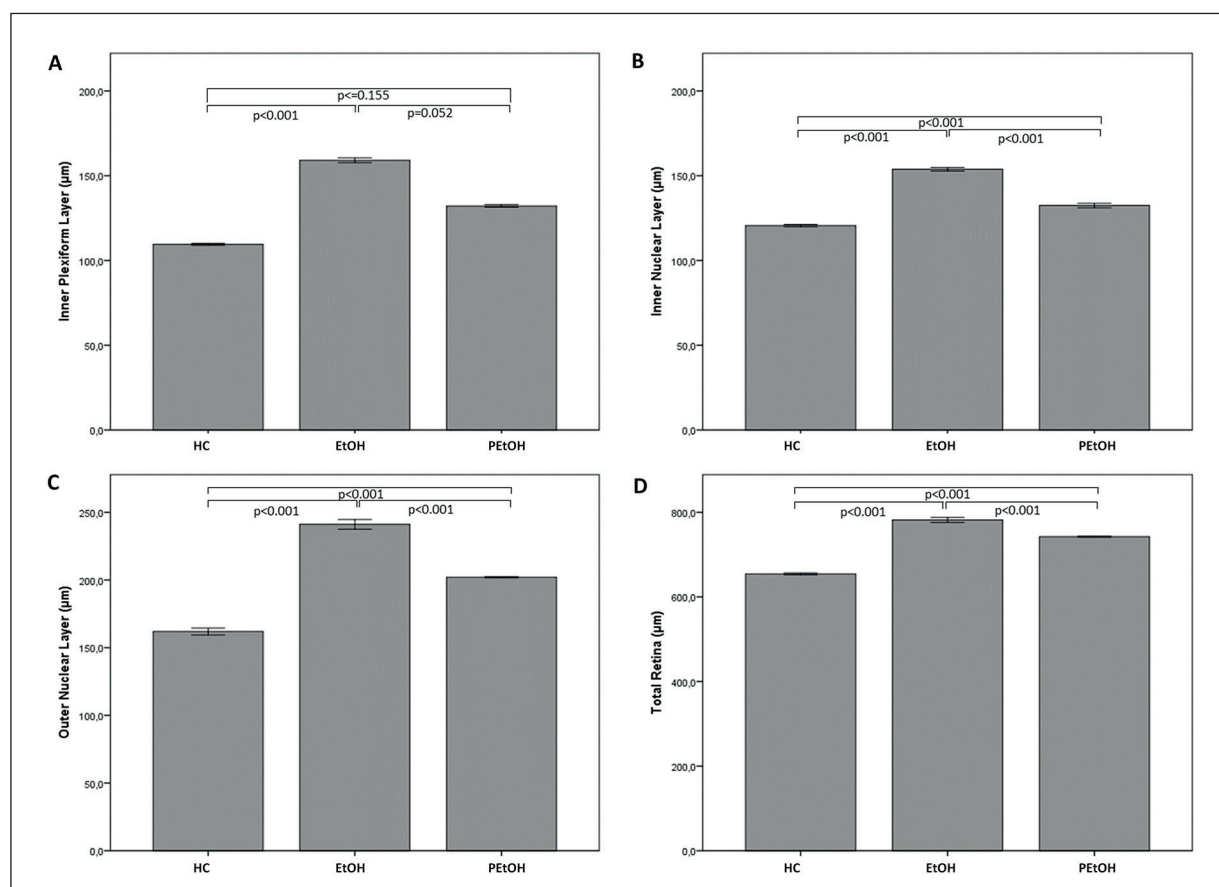 A
Inner Plexiform Layer (µm)
200,0
150,0
100,0
50,0
0,0
p<=0.155
p<0.001
p=0.052
HC
EtOH
PEtOH
B
Inner Nuclear Layer (µm)
200,0
150,0
100,0
50,0
0,0
p<0.001
p<0.001
p<0.001
HC
EtOH
PEtOH
C
Outer Nuclear Layer (µm)
250,0
200,0
150,0
100,0
50,0
0,0
p<0.001
p<0.001
p<0.001
HC
EtOH
PEtOH
D
Total Retina (µm)
800,0
600,0
400,0
200,0
0,0
p<0.001
p<0.001
p<0.001
HC
EtOH
PEtOH